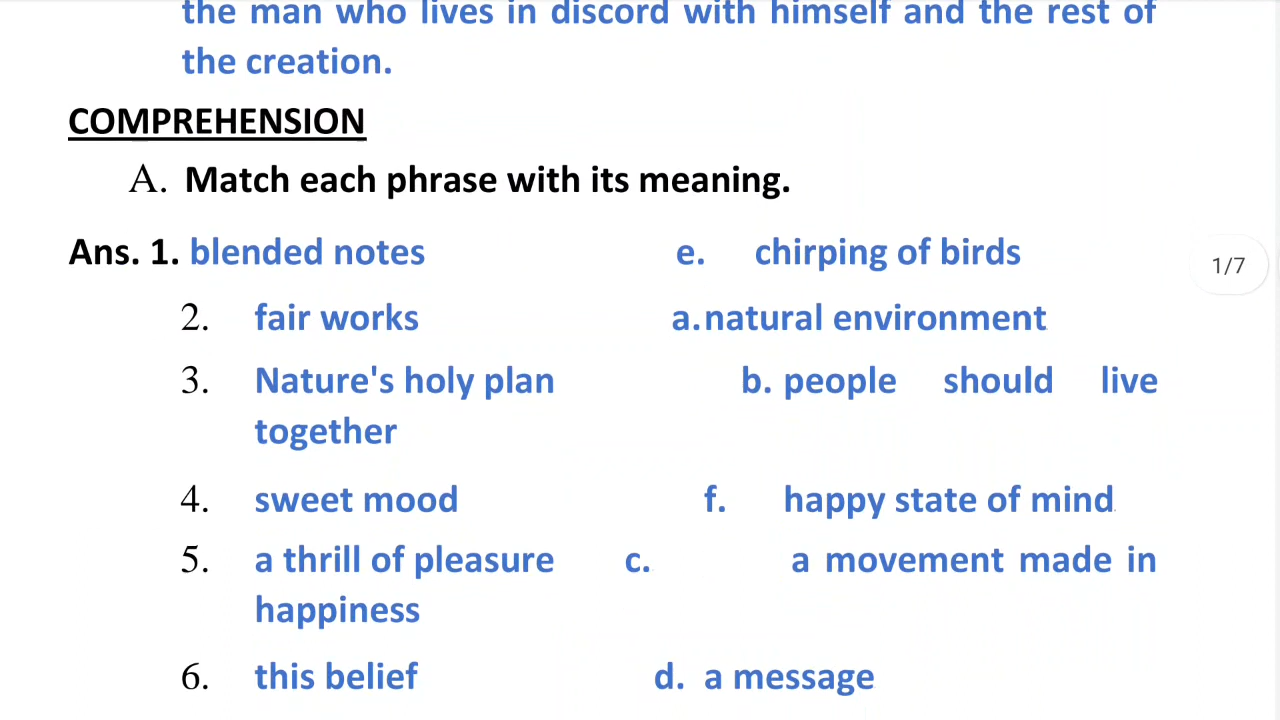 the man who lives in discord with himself and the rest of
the creation.
COMPREHENSION
A. Match each phrase with its meaning.
Ans. 1. blended notes e. chirping of birds
1/7
2. fair works a. natural environment
3. Nature's holy plan b. people should live
together
4. sweet mood f. happy state of mind
5. a thrill of pleasure c. a movement made in
happiness
6. this belief d. a message